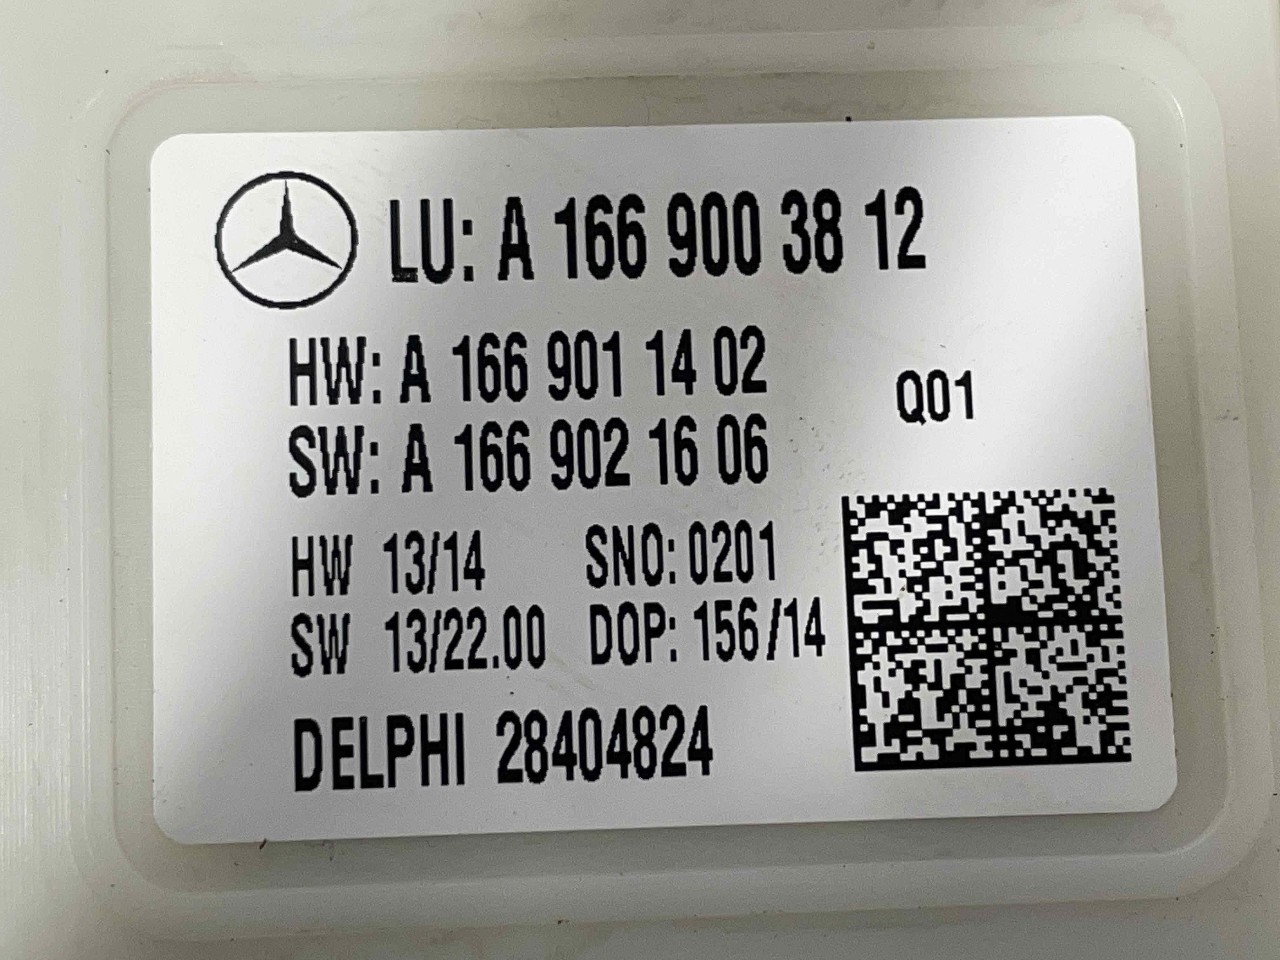 LU: A 166 900 38 12
HW: A 166 901 14 02
Q01
SW: A 166 902 16 06
HW 13/14 SNO: 0201
SW 13/22.00 DOP: 156/14
DELPHI 28404824